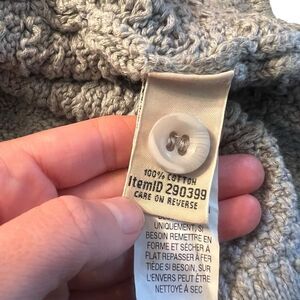 100% COTTON
ItemID 290399
CARE ON REVERSE
UNIQUEMENT, SI
BESOIN REMETTRE EN
FORME ET SÉCHER À
PLAT REPASSER À FER
TIÈDE SI BESOIN, SUR
L'ENVERS PEUT ÊTRE
NETTOYÉ À SEC